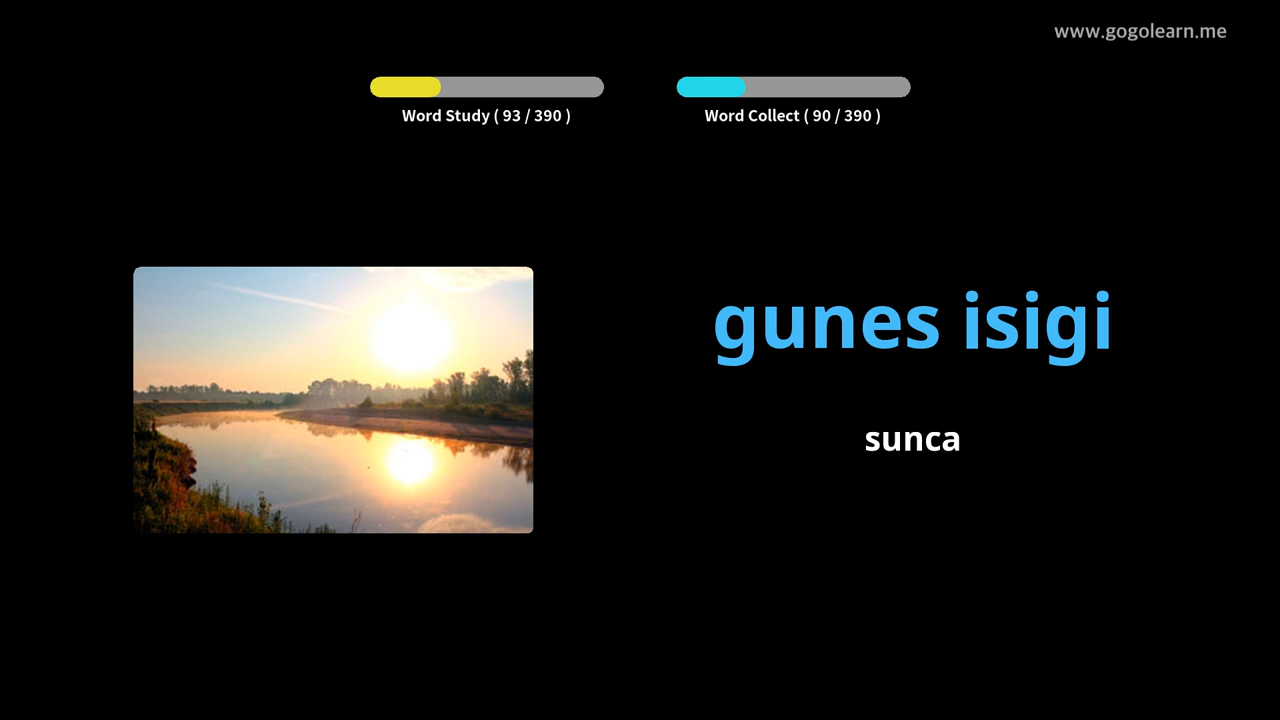 www.gogolearn.me
Word Study ( 93 / 390 )
Word Collect ( 90 / 390 )
gunes isigi
sunca